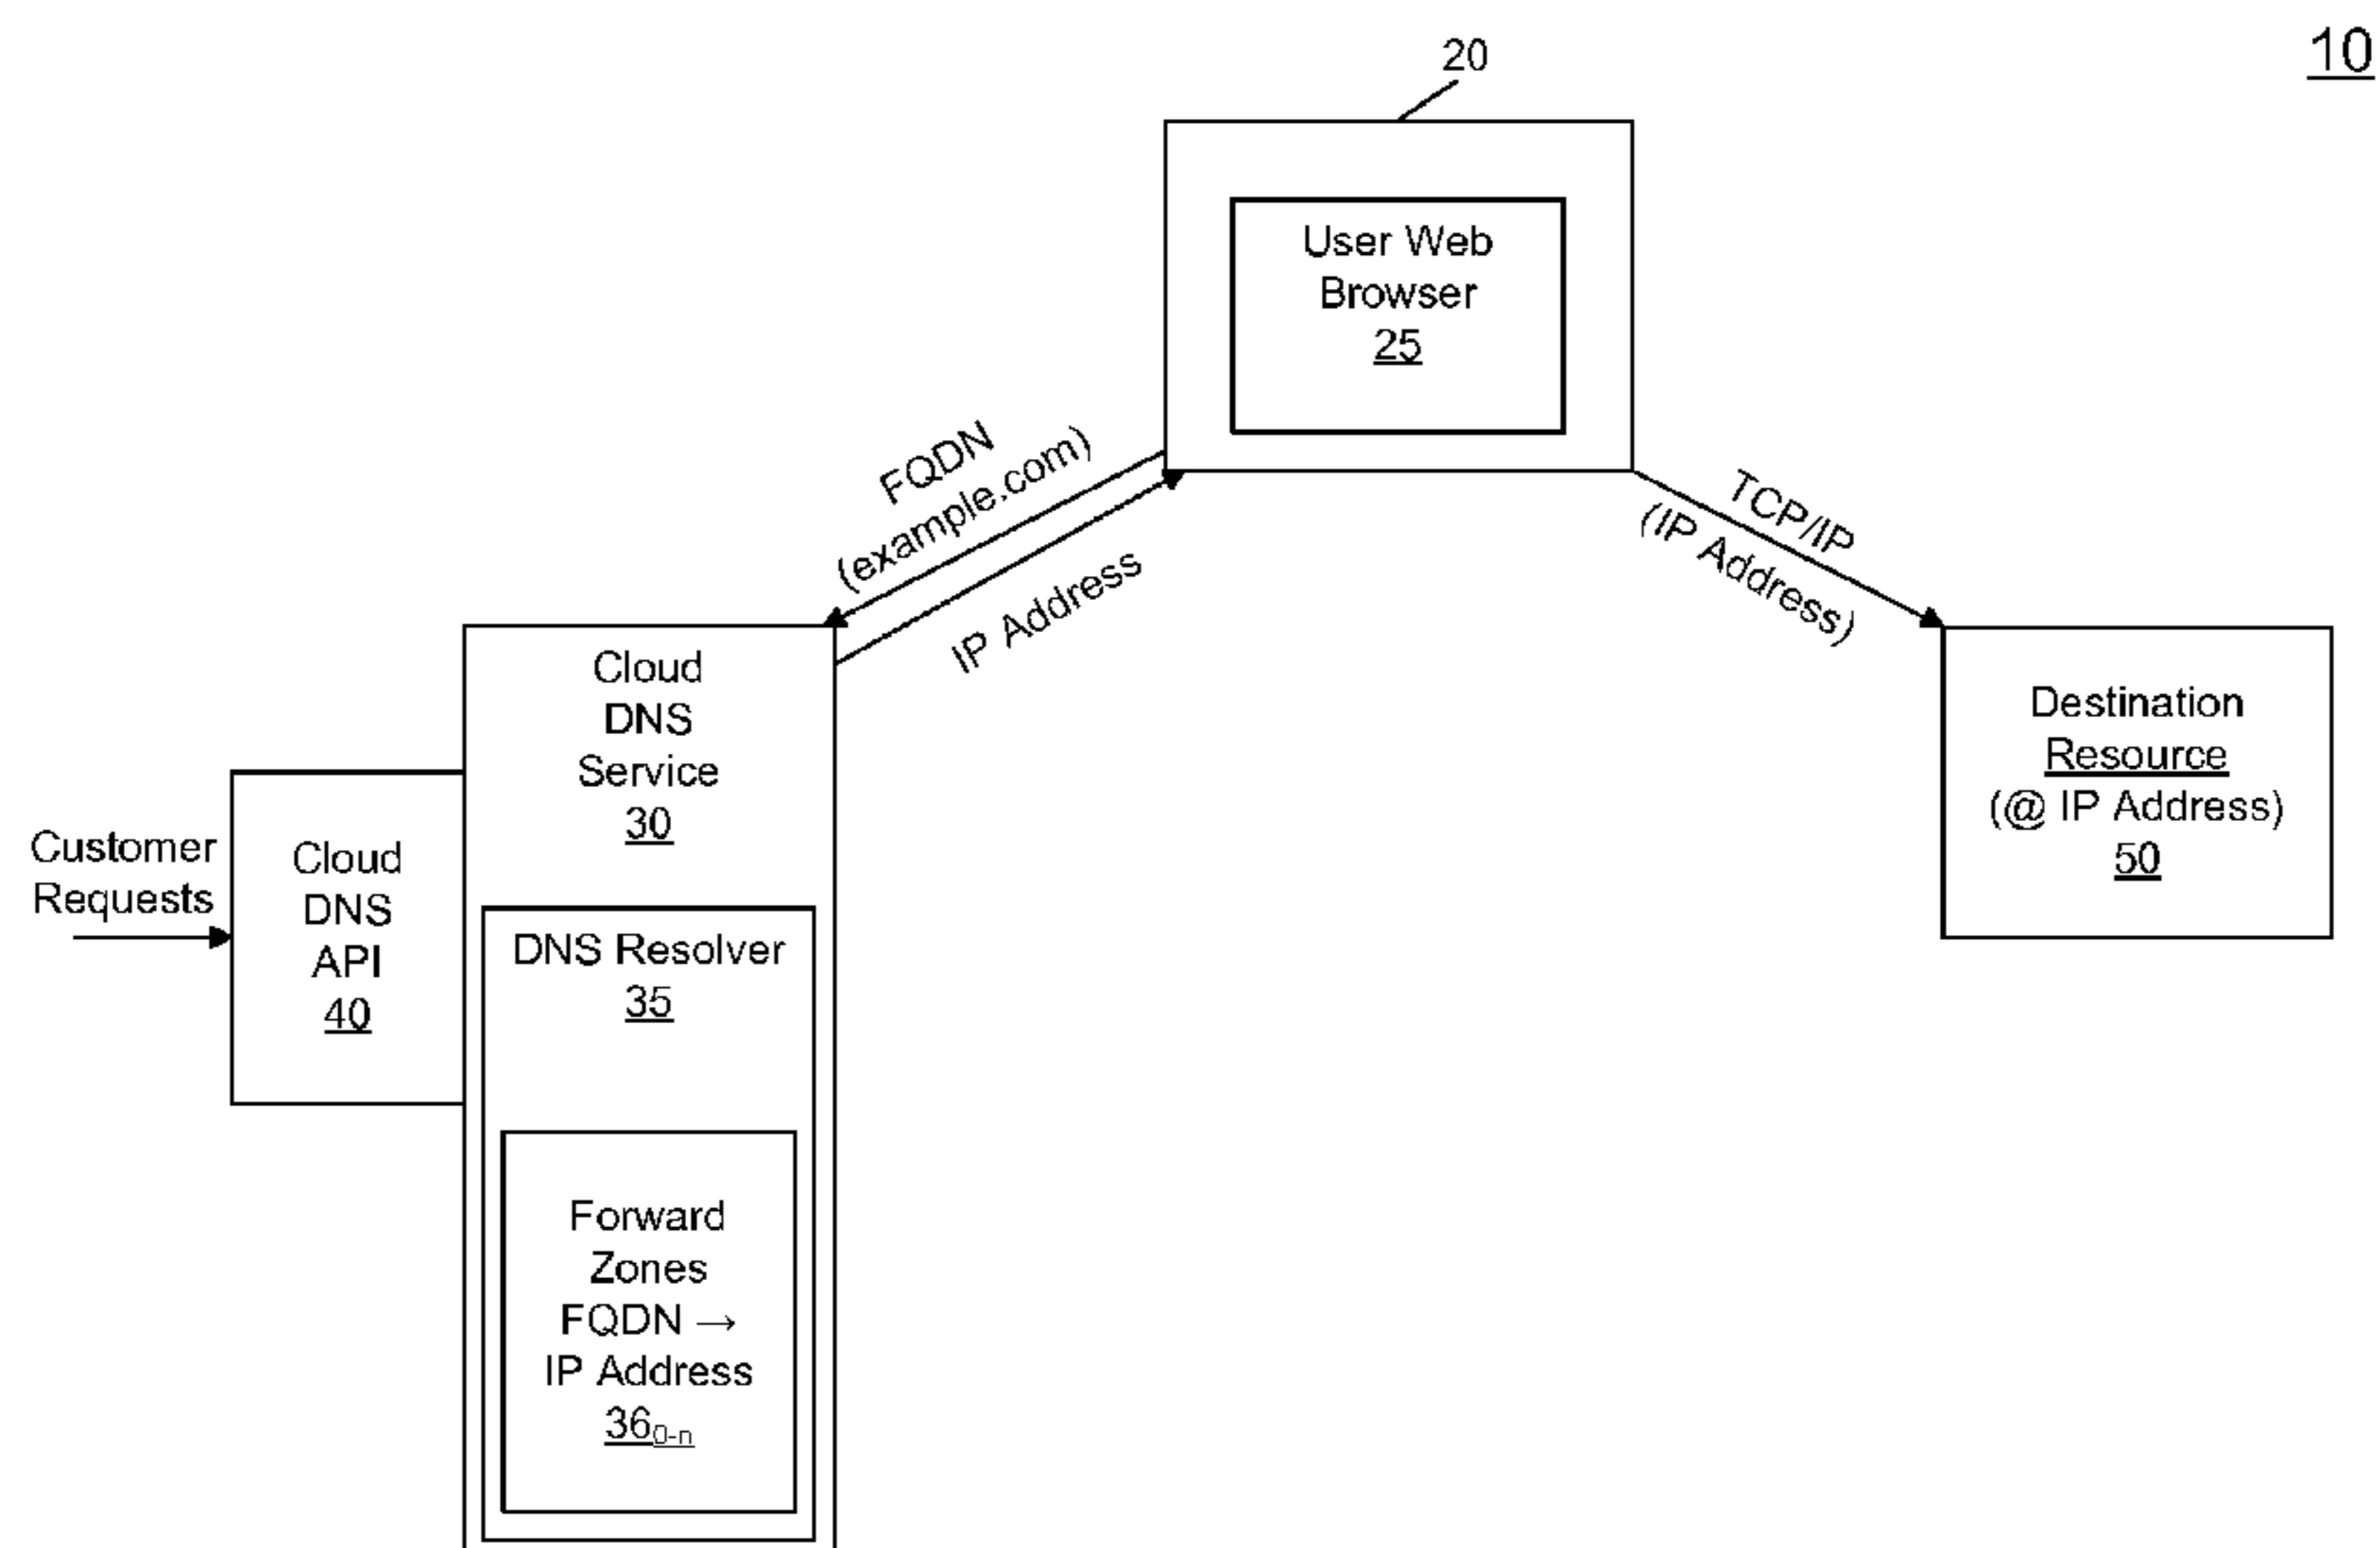 10
20
User Web
Browser
25
FQDN
(example.com)
IP Address
TCP/IP
(IP Address)
Cloud
DNS
Service
30
Destination
Resource
(@ IP Address)
50
Customer
Requests
Cloud
DNS
API
40
DNS Resolver
35
Forward
Zones
FQDN →
IP Address
360-n